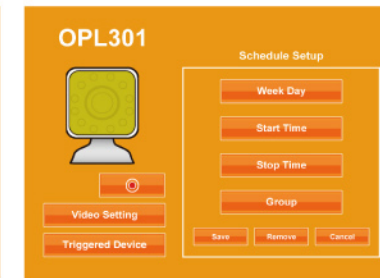 OPL301
Schedule Setup
Week Day
Start Time
Stop Time
Group
Save Remove Cancel
Video Setting
Triggered Device